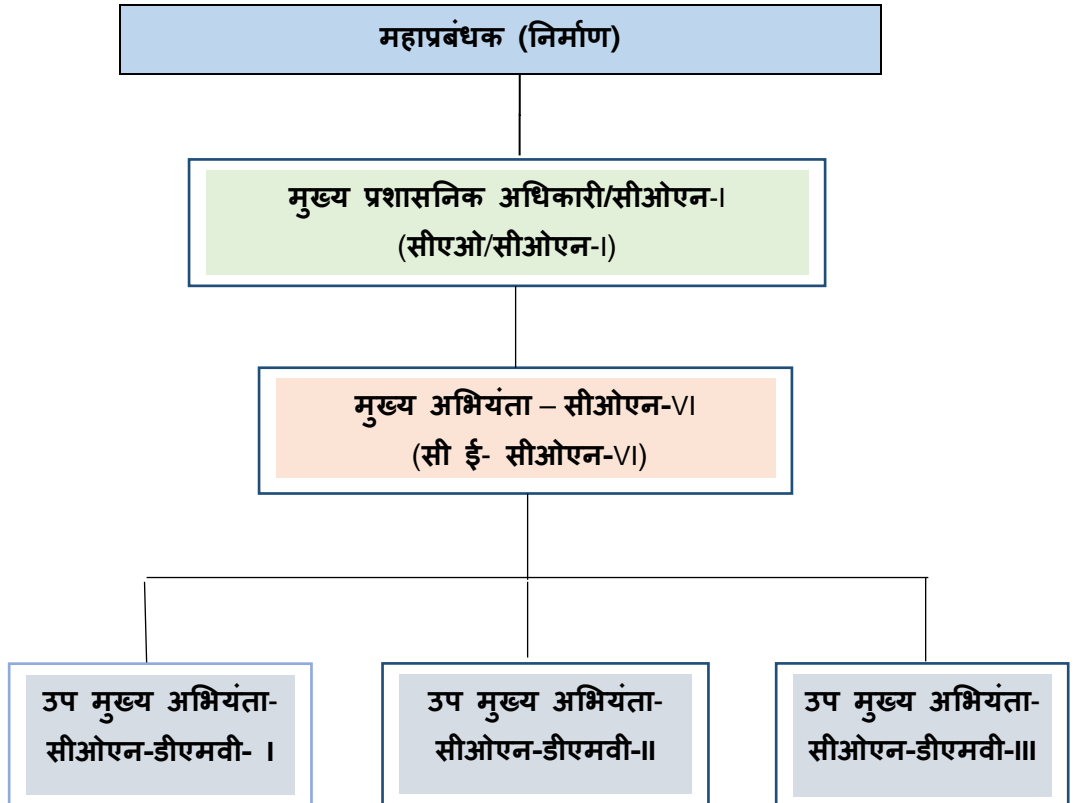 महाप्रबंधक (निर्माण)
मुख्य प्रशासनिक अधिकारी/सीओएन-I
(सीएओ/सीओएन-I)
मुख्य अभियंता – सीओएन-VI
(सी ई- सीओएन-VI)
उप मुख्य अभियंता-
सीओएन-डीएमवी- I
उप मुख्य अभियंता-
सीओएन-डीएमवी-II
उप मुख्य अभियंता-
सीओएन-डीएमवी-III